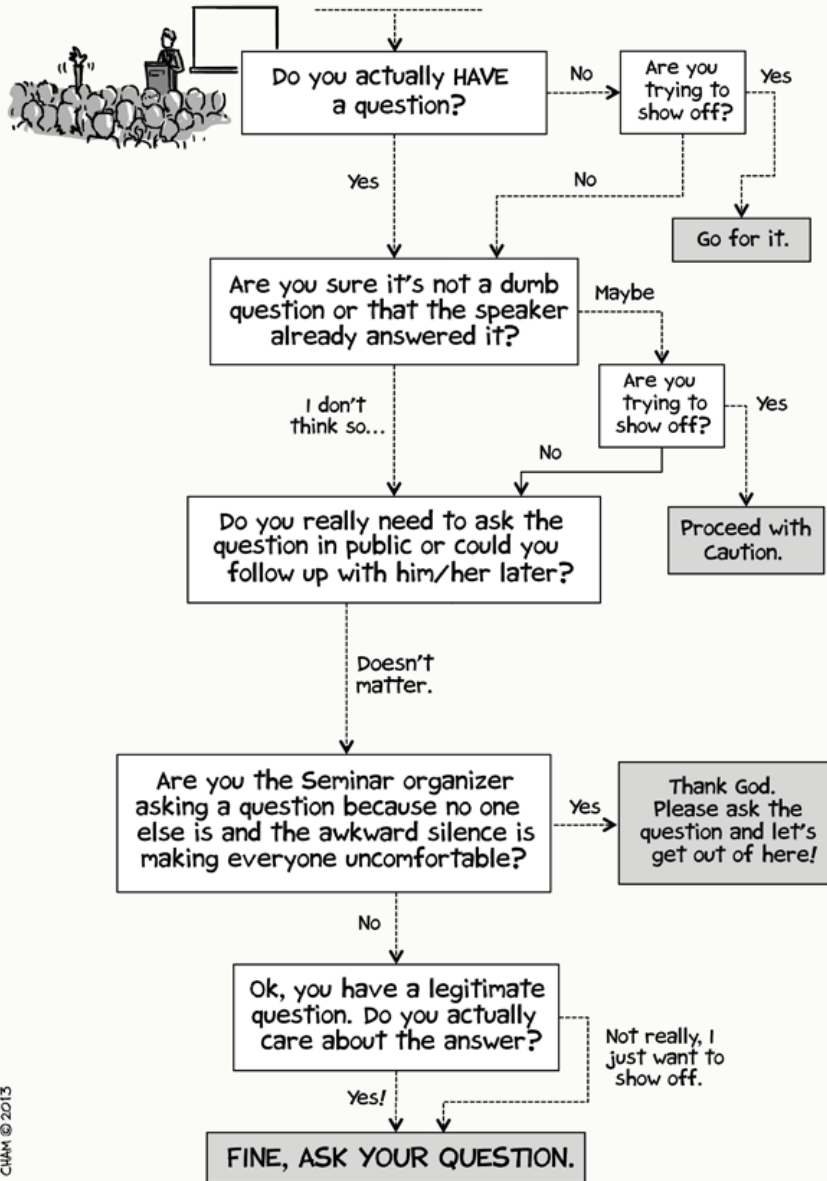 Do you actually HAVE
a question?
No
Are you
trying to
show off?
Yes
Yes
No
Go for it.
Are you sure it's not a dumb
question or that the speaker
already answered it?
Maybe
Are you
trying to
show off?
Yes
I don't
think so...
No
Proceed with
Caution.
Do you really need to ask the
question in public or could you
follow up with him/her later?
Doesn't
matter.
Are you the Seminar organizer
asking a question because no one
else is and the awkward silence is
making everyone uncomfortable?
Yes
Thank God.
Please ask the
question and let's
get out of here!
No
Ok, you have a legitimate
question. Do you actually
care about the answer?
Not really, I
just want to
show off.
Yes!
FINE, ASK YOUR QUESTION.
CHAM © 2013